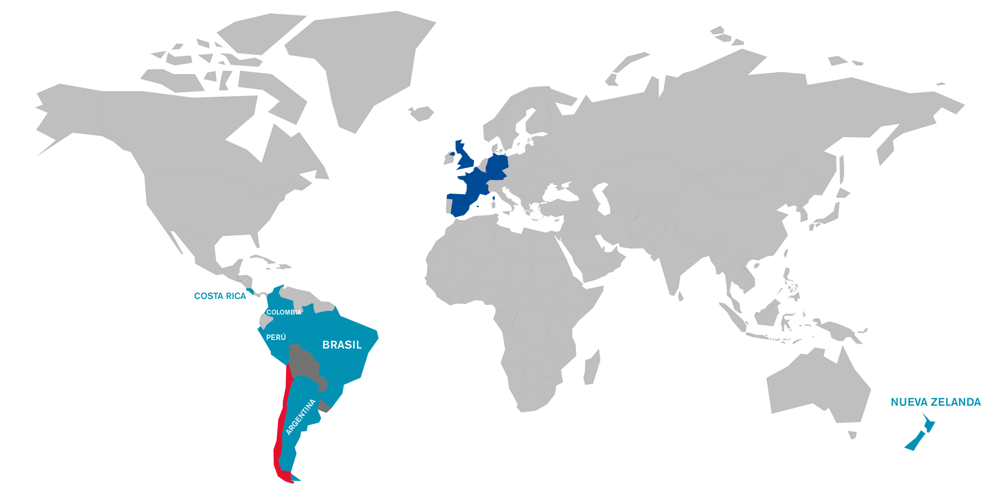 COSTA RICA
COLOMBIA
PERÚ
BRASIL
ARGENTINA
NUEVA ZELANDA